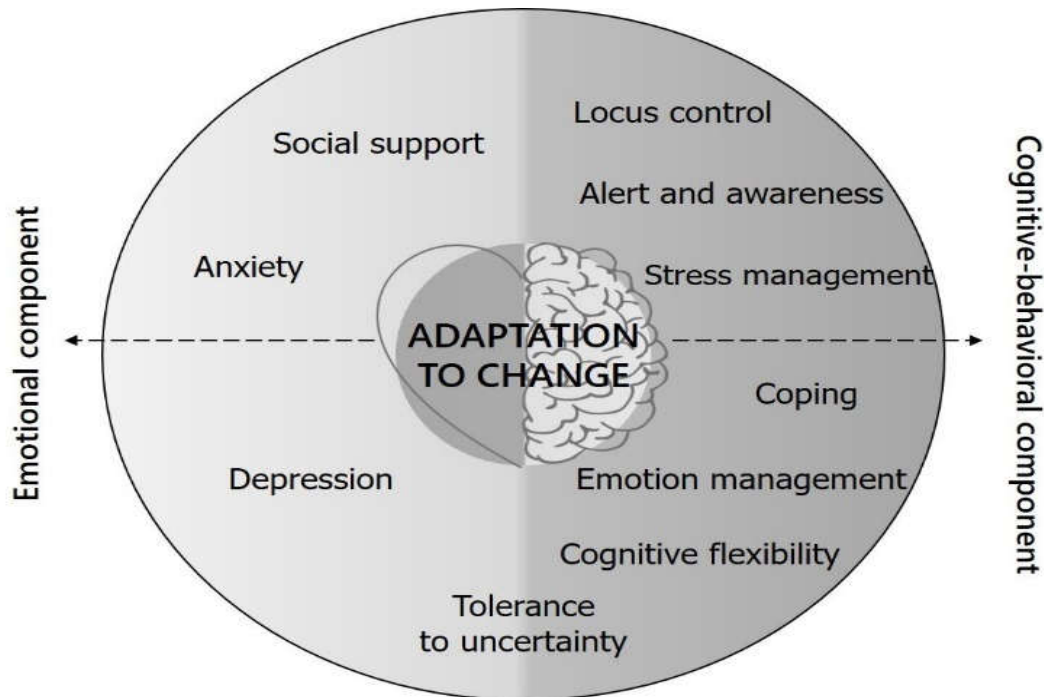 Locus control
Social support
Alert and awareness
Anxiety
Stress management
Emotional component
Cognitive-behavioral component
ADAPTATION
TO CHANGE
Coping
Depression
Emotion management
Cognitive flexibility
Tolerance
to uncertainty